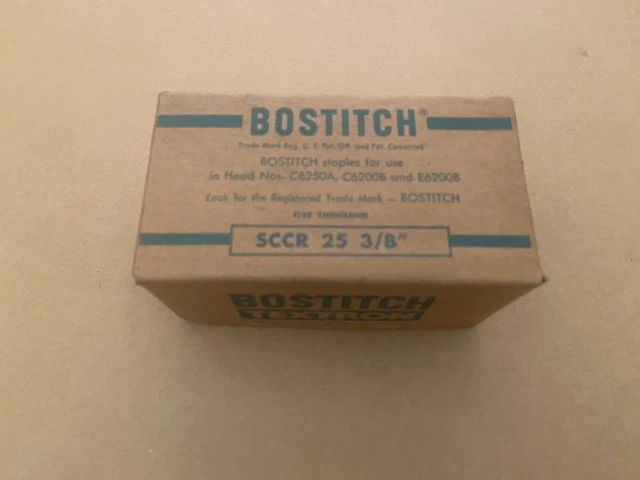 BOSTITCH®
Trade Mark Reg. U. S. Pat. Off. and For. Countries
BOSTITCH staples for use
in Head Nos. C6250A, C6200B and E6200B
Look for the Registered Trade Mark — BOSTITCH
FIVE THOUSAND
SCCR 25 3/8"
BOSTITCH
TEXTRON